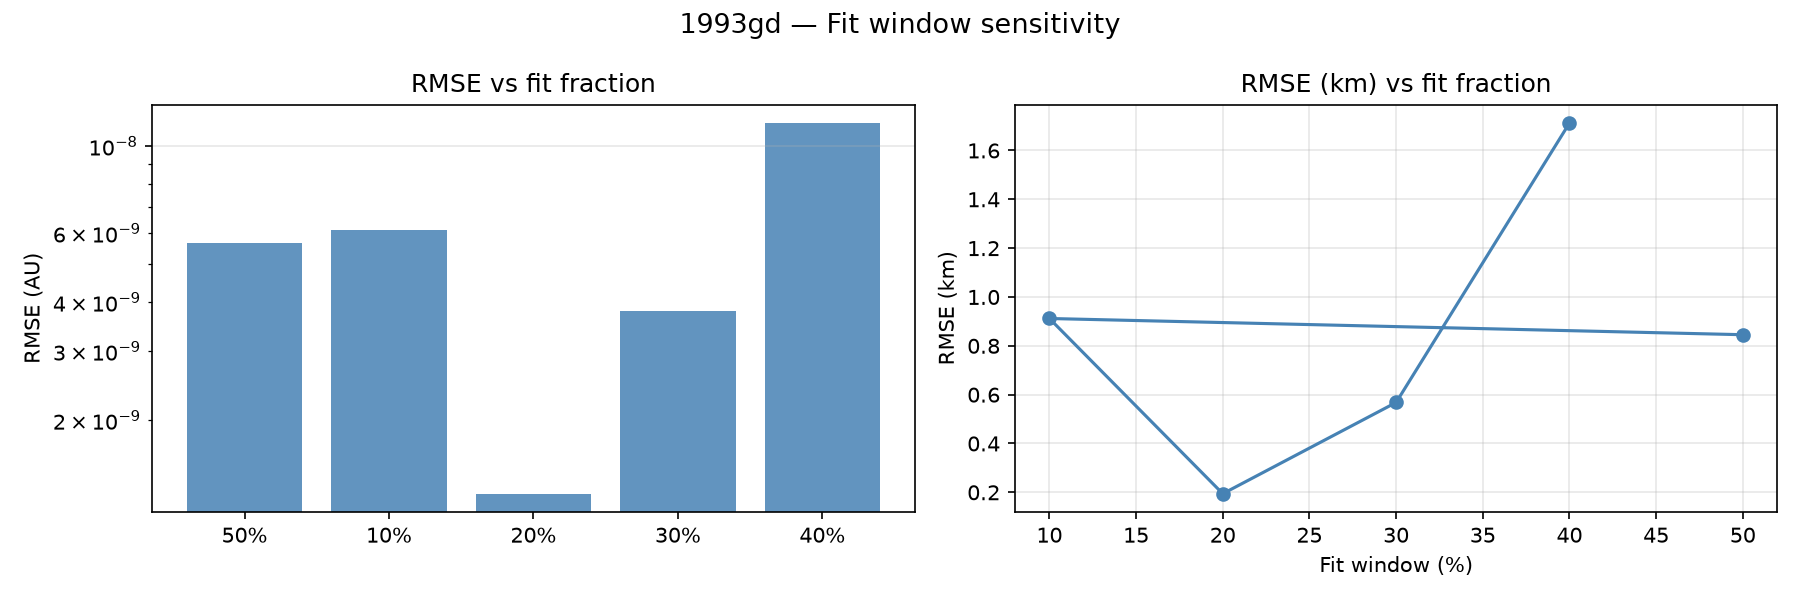 1993gd — Fit window sensitivity
RMSE vs fit fraction
RMSE (AU)
10⁻⁸
6 × 10⁻⁹
4 × 10⁻⁹
3 × 10⁻⁹
2 × 10⁻⁹
50% 10% 20% 30% 40%
RMSE (km) vs fit fraction
RMSE (km)
1.6
1.4
1.2
1.0
0.8
0.6
0.4
0.2
10 15 20 25 30 35 40 45 50
Fit window (%)